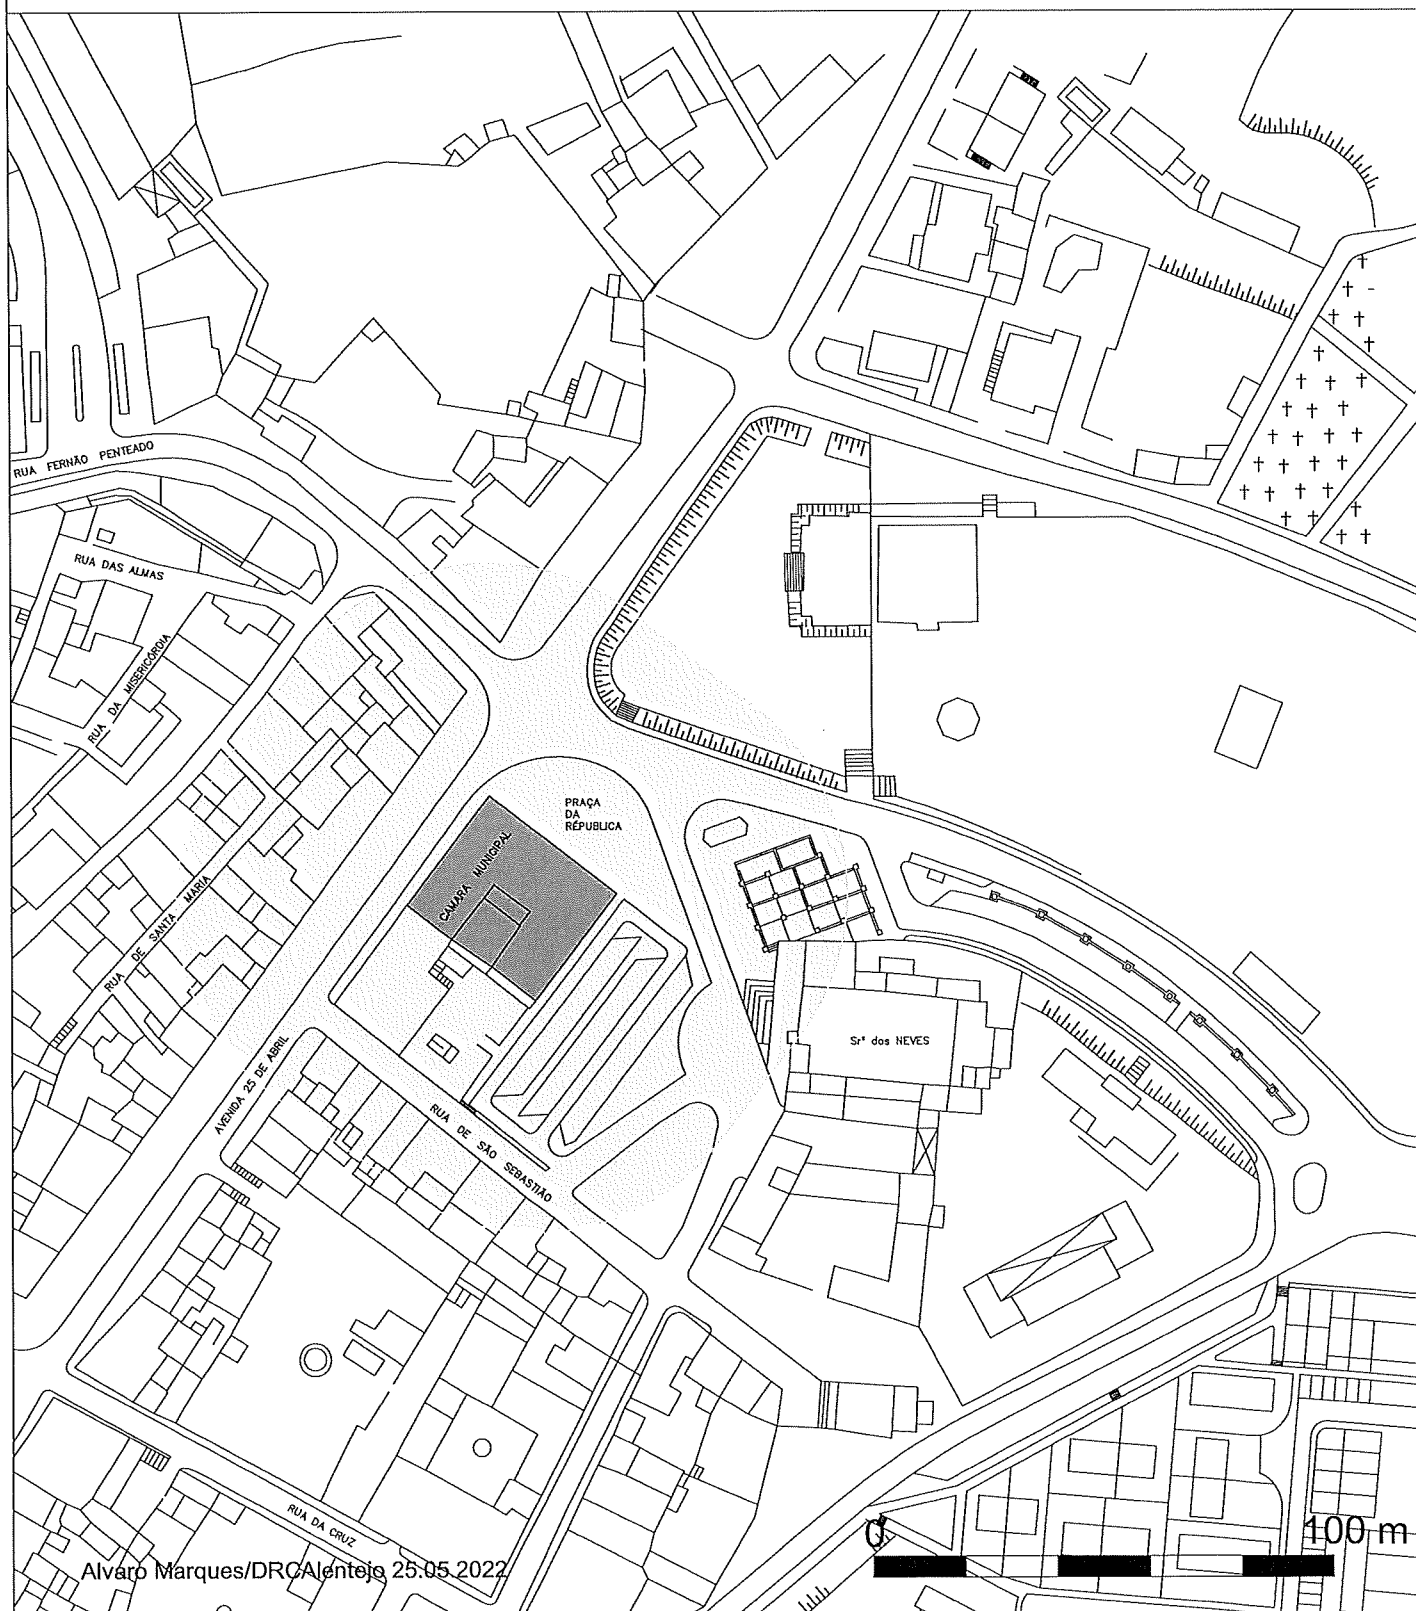 RUA FERNÃO PENTEADO
RUA DAS ALMAS
RUA DA MISERICÓRDIA
PRAÇA
DA
RÉPUBLICA
CAMARA MUNICIPAL
RUA DE SANTA MARIA
Srª dos NEVES
AVENIDA 25 DE ABRIL
RUA DE SÃO SEBASTIÃO
RUA DA CRUZ
0 100 m
Alvaro Marques/DRCAlentejo 25.05.2022